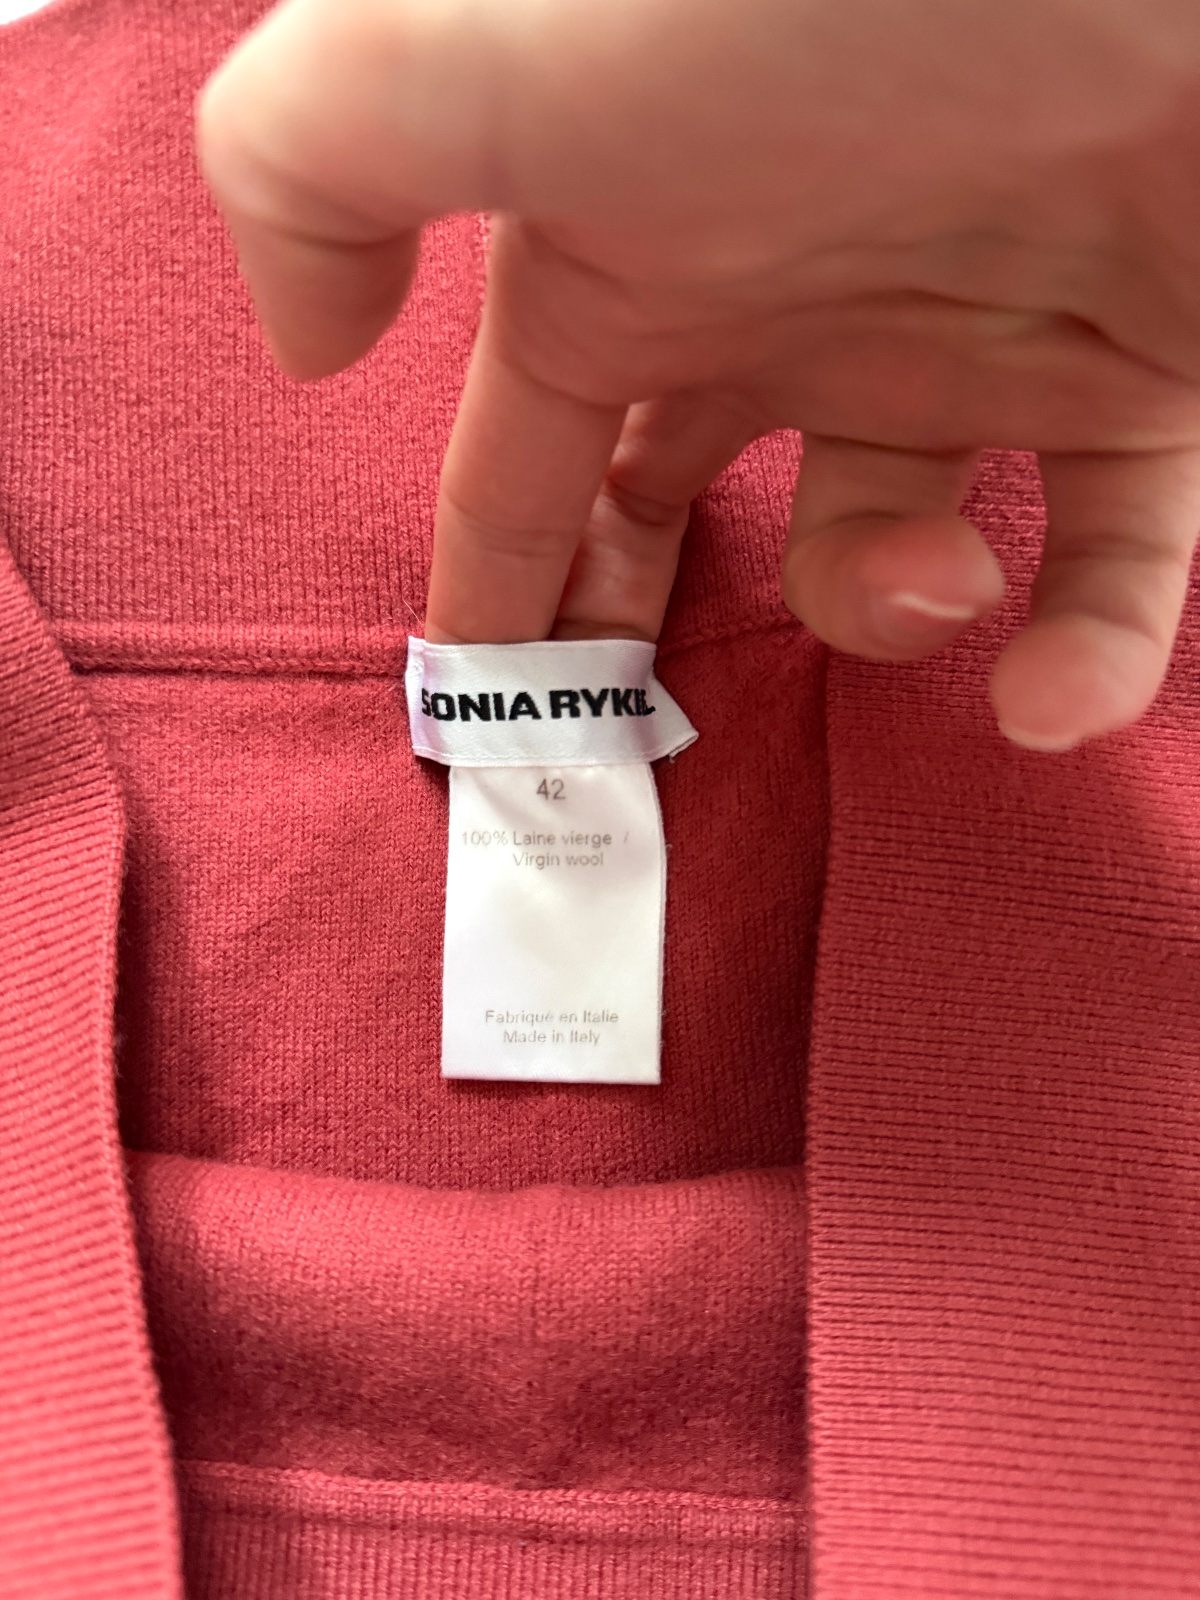 SONIA RYKIEL
42
100% Laine vierge /
Virgin wool
Fabriqué en Italie
Made in Italy